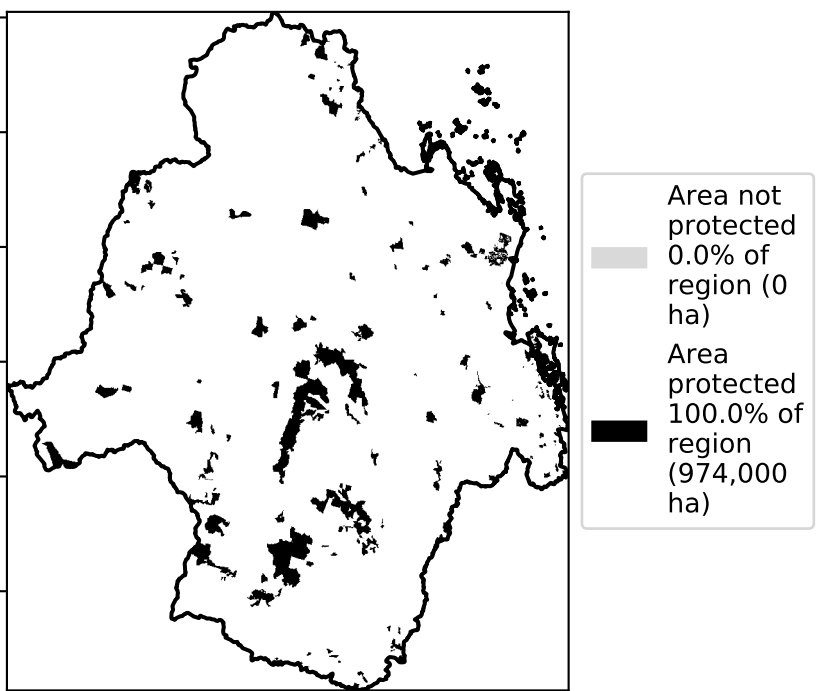 Area not
protected
0.0% of
region (0
ha)
Area
protected
100.0% of
region
(974,000
ha)